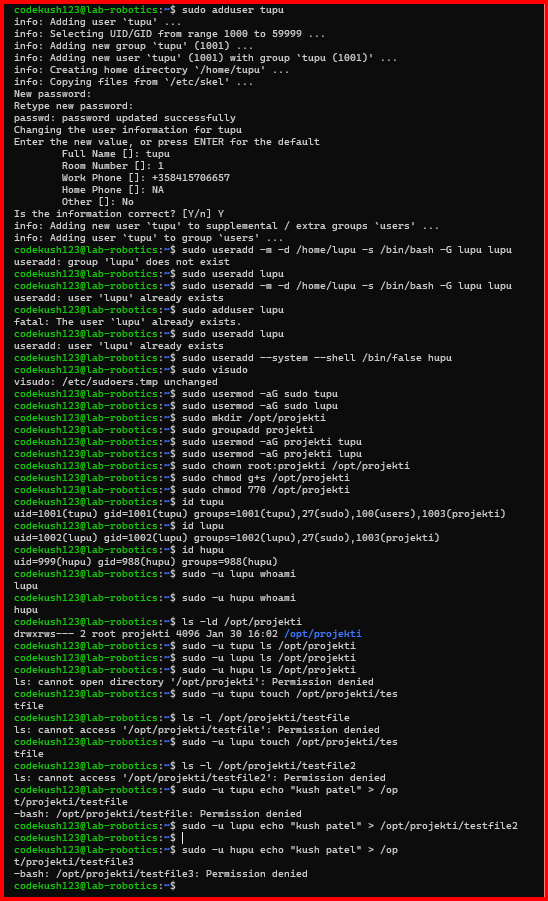 codekush123@lab-robotics:~$ sudo adduser tupu
info: Adding user `tupu' ...
info: Selecting UID/GID from range 1000 to 59999 ...
info: Adding new group `tupu' (1001) ...
info: Adding new user `tupu' (1001) with group `tupu (1001)' ...
info: Creating home directory `/home/tupu' ...
info: Copying files from `/etc/skel' ...
New password:
Retype new password:
passwd: password updated successfully
Changing the user information for tupu
Enter the new value, or press ENTER for the default
Full Name []: tupu
Room Number []: 1
Work Phone []: +358415706657
Home Phone []: NA
Other []: No
Is the information correct? [Y/n] Y
info: Adding new user `tupu' to supplemental / extra groups `users' ...
info: Adding user `tupu' to group `users' ...
codekush123@lab-robotics:~$ sudo useradd -m -d /home/lupu -s /bin/bash -G lupu lupu
useradd: group 'lupu' does not exist
codekush123@lab-robotics:~$ sudo useradd lupu
codekush123@lab-robotics:~$ sudo useradd -m -d /home/lupu -s /bin/bash -G lupu lupu
useradd: user 'lupu' already exists
codekush123@lab-robotics:~$ sudo adduser lupu
fatal: The user `lupu' already exists.
codekush123@lab-robotics:~$ sudo useradd lupu
useradd: user 'lupu' already exists
codekush123@lab-robotics:~$ sudo useradd --system --shell /bin/false hupu
codekush123@lab-robotics:~$ sudo visudo
visudo: /etc/sudoers.tmp unchanged
codekush123@lab-robotics:~$ sudo usermod -aG sudo tupu
codekush123@lab-robotics:~$ sudo usermod -aG sudo lupu
codekush123@lab-robotics:~$ sudo mkdir /opt/projekti
codekush123@lab-robotics:~$ sudo groupadd projekti
codekush123@lab-robotics:~$ sudo usermod -aG projekti tupu
codekush123@lab-robotics:~$ sudo usermod -aG projekti lupu
codekush123@lab-robotics:~$ sudo chown root:projekti /opt/projekti
codekush123@lab-robotics:~$ sudo chmod g+s /opt/projekti
codekush123@lab-robotics:~$ sudo chmod 770 /opt/projekti
codekush123@lab-robotics:~$ id tupu
uid=1001(tupu) gid=1001(tupu) groups=1001(tupu),27(sudo),100(users),1003(projekti)
codekush123@lab-robotics:~$ id lupu
uid=1002(lupu) gid=1002(lupu) groups=1002(lupu),27(sudo),1003(projekti)
codekush123@lab-robotics:~$ id hupu
uid=999(hupu) gid=988(hupu) groups=988(hupu)
codekush123@lab-robotics:~$ sudo -u lupu whoami
lupu
codekush123@lab-robotics:~$ sudo -u hupu whoami
hupu
codekush123@lab-robotics:~$ ls -ld /opt/projekti
drwxrws--- 2 root projekti 4096 Jan 30 16:02 /opt/projekti
codekush123@lab-robotics:~$ sudo -u tupu ls /opt/projekti
codekush123@lab-robotics:~$ sudo -u lupu ls /opt/projekti
codekush123@lab-robotics:~$ sudo -u hupu ls /opt/projekti
ls: cannot open directory '/opt/projekti': Permission denied
codekush123@lab-robotics:~$ sudo -u tupu touch /opt/projekti/tes
tfile
codekush123@lab-robotics:~$ ls -l /opt/projekti/testfile
ls: cannot access '/opt/projekti/testfile': Permission denied
codekush123@lab-robotics:~$ sudo -u lupu touch /opt/projekti/tes
tfile
codekush123@lab-robotics:~$ ls -l /opt/projekti/testfile2
ls: cannot access '/opt/projekti/testfile2': Permission denied
codekush123@lab-robotics:~$ sudo -u tupu echo "kush patel" > /op
t/projekti/testfile
-bash: /opt/projekti/testfile: Permission denied
codekush123@lab-robotics:~$ sudo -u lupu echo "kush patel" > /opt/projekti/testfile2
codekush123@lab-robotics:~$
codekush123@lab-robotics:~$ sudo -u hupu echo "kush patel" > /op
t/projekti/testfile3
-bash: /opt/projekti/testfile3: Permission denied
codekush123@lab-robotics:~$